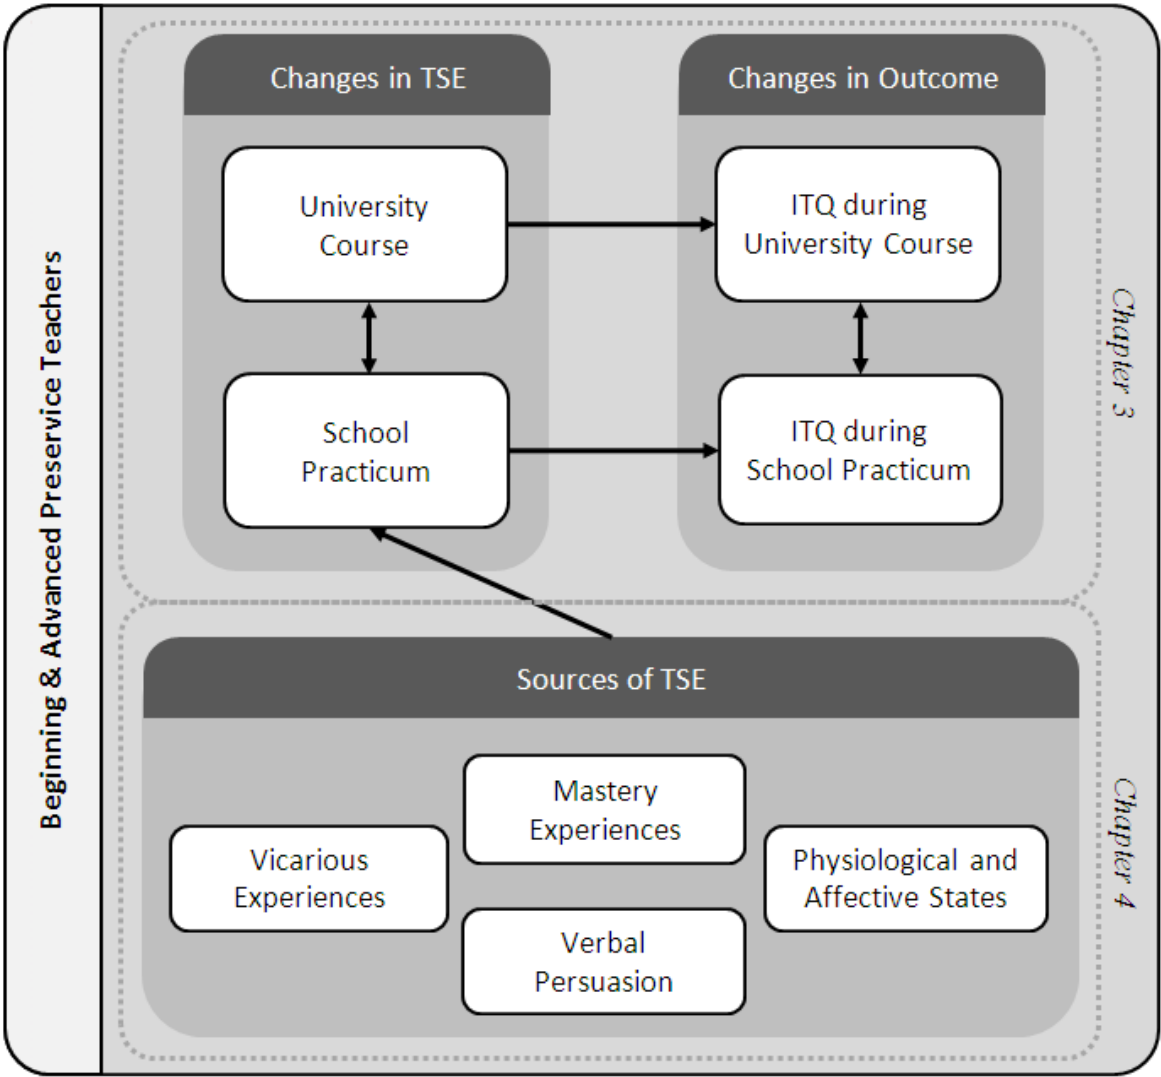 Beginning & Advanced Preservice Teachers
Changes in TSE
Changes in Outcome
University
Course
ITQ during
University Course
School
Practicum
ITQ during
School Practicum
Chapter 3
Sources of TSE
Mastery
Experiences
Vicarious
Experiences
Physiological and
Affective States
Verbal
Persuasion
Chapter 4